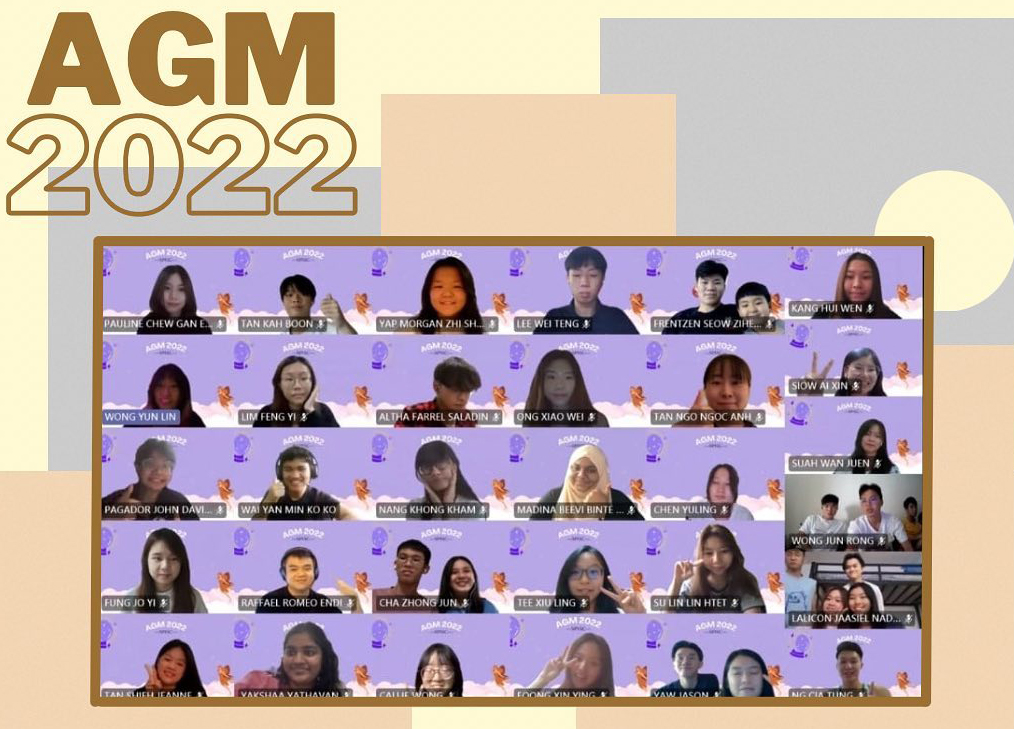 AGM
2022
PAULINE CHEW GAN E...
TAN KAH BOON
YAP MORGAN ZHI SH...
LEE WEI TENG
FRENTZEN SEOW ZIHE...
KANG HUI WEN
WONG YUN LIN
LIM FENG YI
ALTHA FARREL SALADIN
ONG XIAO WEI
TAN NGO NGOC ANH
SIOW AI XIN
SUAH WAN JUEN
PAGADOR JOHN DAVI...
WAI YAN MIN KO KO
NANG KHONG KHAM
MADINA BEEVI BINTE ...
CHEN YULING
WONG JUN RONG
FUNG JO YI
RAFFAEL ROMEO ENDI
CHA ZHONG JUN
TEE XIU LING
SU LIN LIN HTET
LALICON JAASIEL NAD...
TAN SHIEH JEANNE
YAKSHAA YATHAVAN
CALLIE WONG
FOONG XIN YING
YAW JASON
NG CIA TUNG
AGM 2022